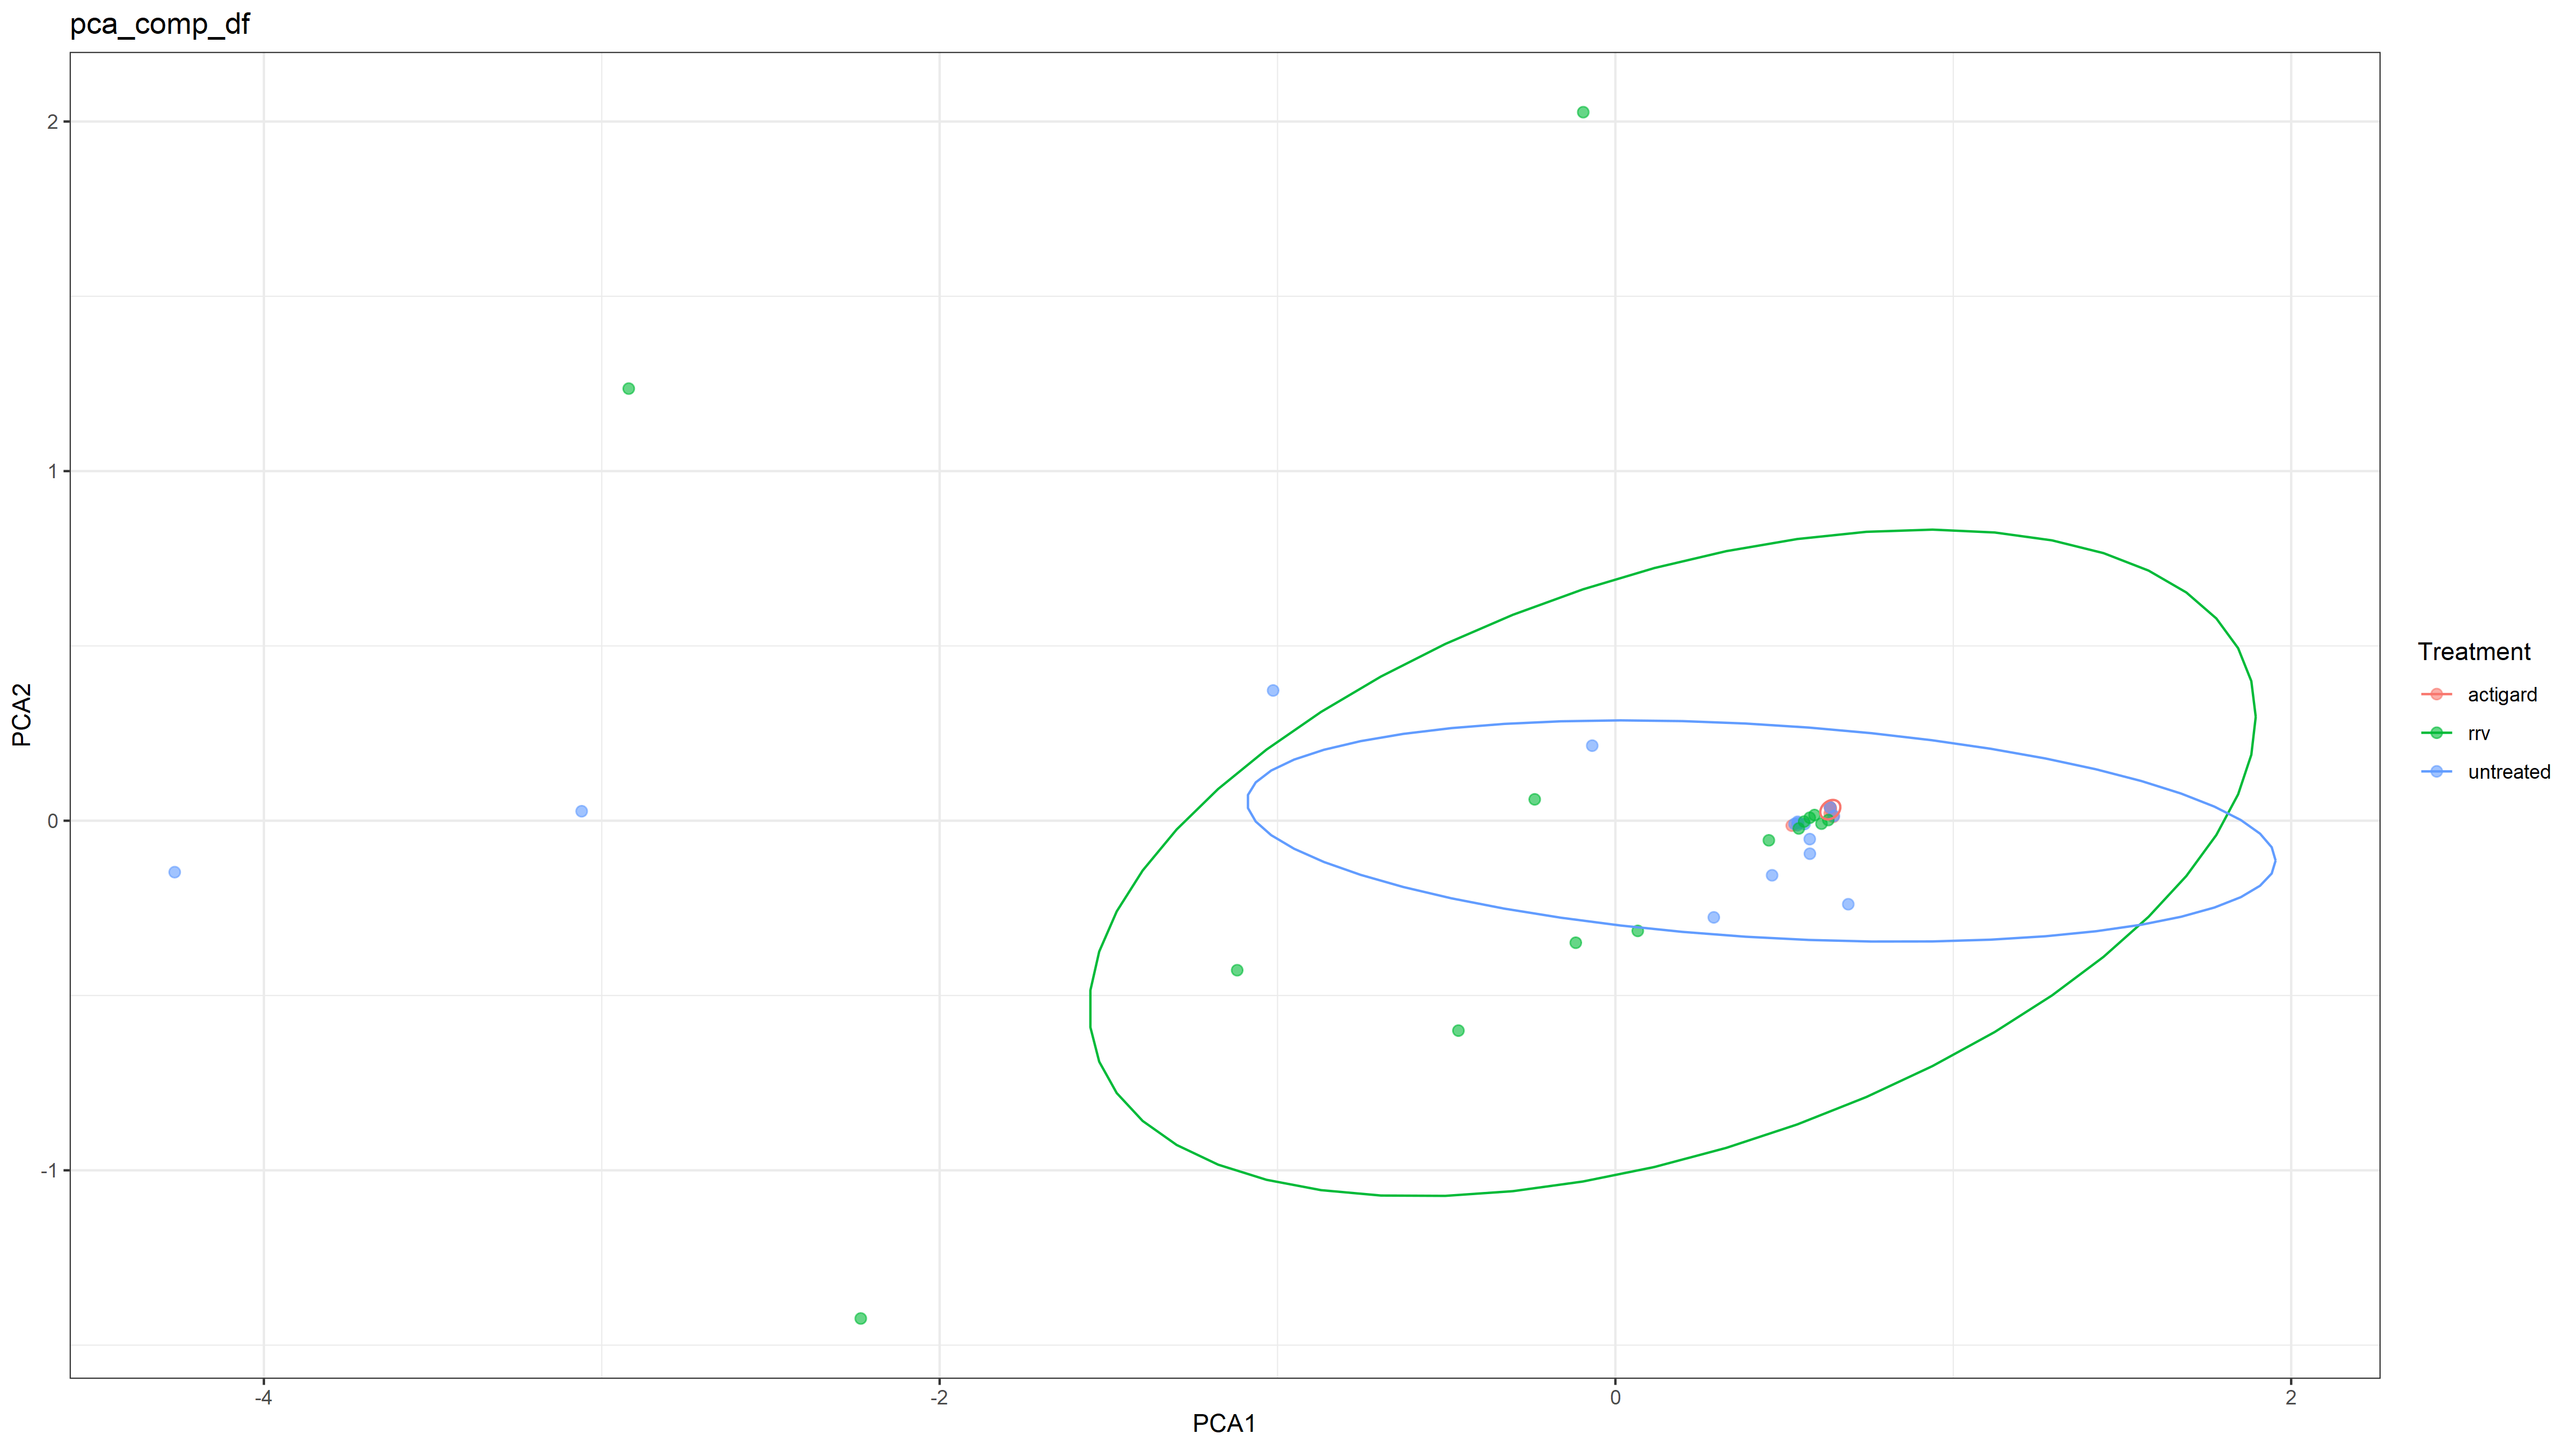 pca_comp_df
2
1
0
-1
PCA2
-4
-2
0
2
PCA1
Treatment
actigard
rrv
untreated